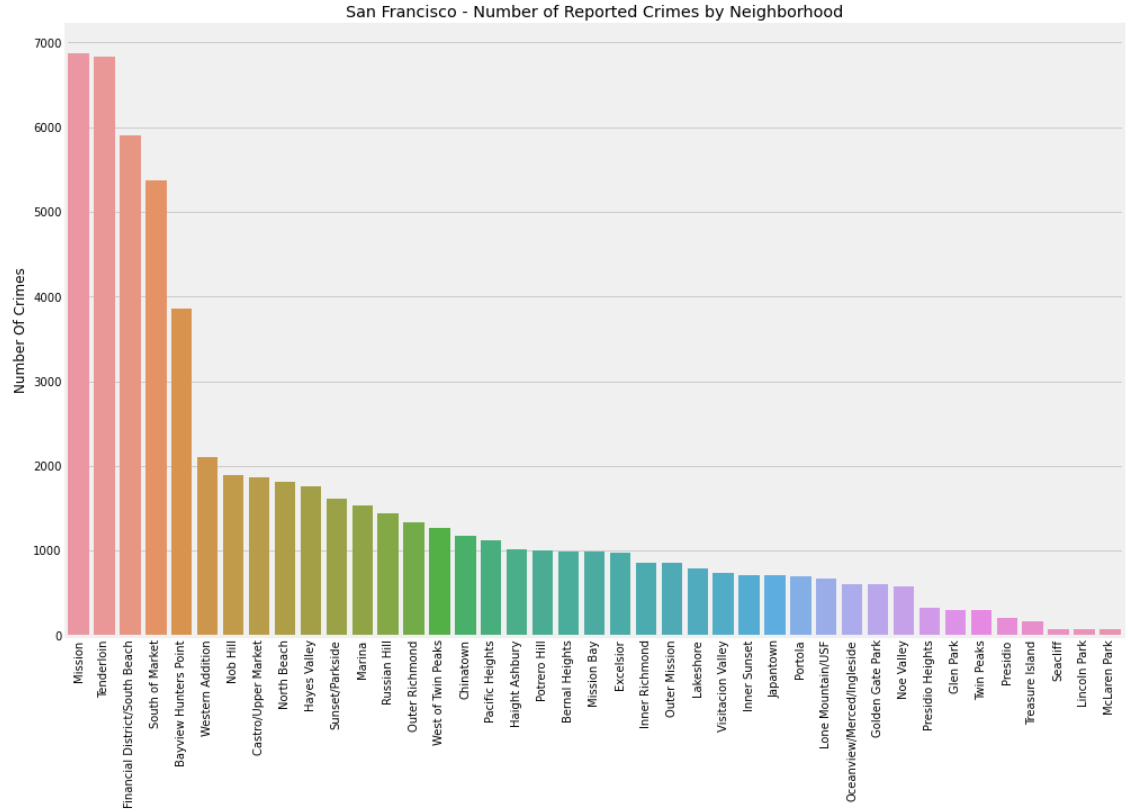 San Francisco - Number of Reported Crimes by Neighborhood
7000
6000
5000
4000
3000
2000
1000
0
Number Of Crimes
Mission
Tenderloin
Financial District/South Beach
South of Market
Bayview Hunters Point
Western Addition
Nob Hill
Castro/Upper Market
North Beach
Hayes Valley
Sunset/Parkside
Marina
Russian Hill
Outer Richmond
West of Twin Peaks
Chinatown
Pacific Heights
Haight Ashbury
Potrero Hill
Bernal Heights
Mission Bay
Excelsior
Inner Richmond
Outer Mission
Lakeshore
Visitacion Valley
Inner Sunset
Japantown
Portola
Lone Mountain/USF
Oceanview/Merced/Ingleside
Golden Gate Park
Noe Valley
Presidio Heights
Glen Park
Twin Peaks
Presidio
Treasure Island
Seacliff
Lincoln Park
McLaren Park